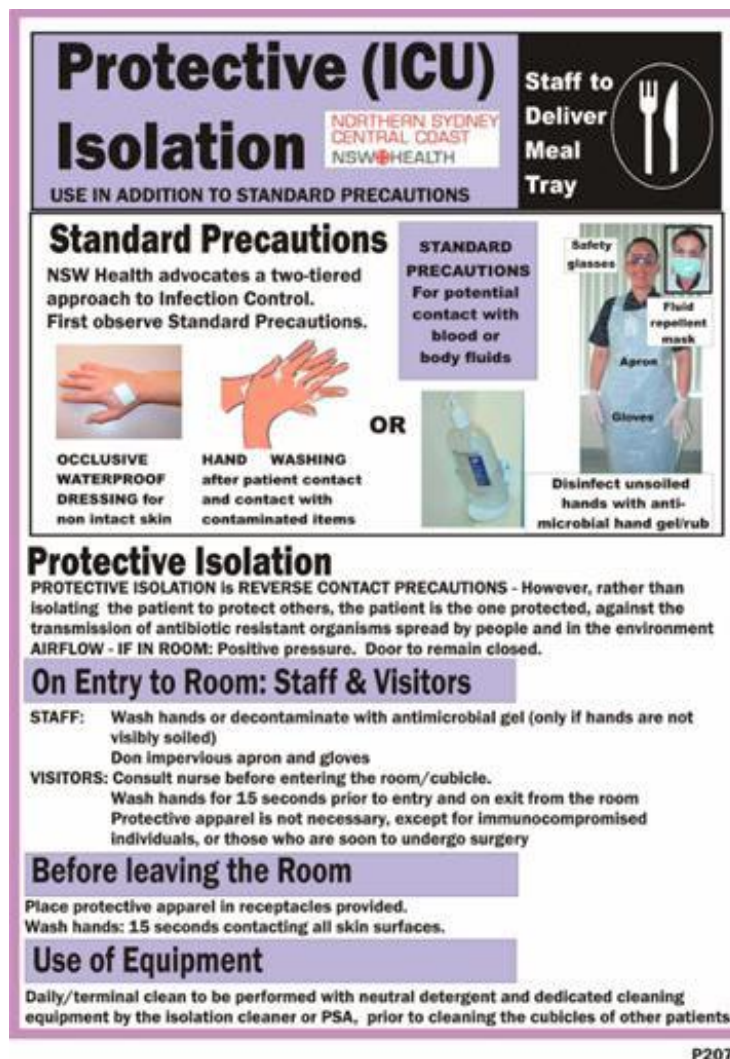 Protective (ICU)
Isolation
NORTHERN SYDNEY
CENTRAL COAST
NSW HEALTH
USE IN ADDITION TO STANDARD PRECAUTIONS
Staff to
Deliver
Meal
Tray
Standard Precautions
NSW Health advocates a two-tiered
approach to Infection Control.
First observe Standard Precautions.
OCCLUSIVE
WATERPROOF
DRESSING for
non intact skin
HAND WASHING
after patient contact
and contact with
contaminated items
OR
STANDARD
PRECAUTIONS
For potential
contact with
blood or
body fluids
Safety
glasses
Fluid
repellent
mask
Apron
Gloves
Disinfect unsoiled
hands with anti-
microbial hand gel/rub
Protective Isolation
PROTECTIVE ISOLATION is REVERSE CONTACT PRECAUTIONS - However, rather than
isolating the patient to protect others, the patient is the one protected, against the
transmission of antibiotic resistant organisms spread by people and in the environment
AIRFLOW - IF IN ROOM: Positive pressure. Door to remain closed.
On Entry to Room: Staff & Visitors
STAFF: Wash hands or decontaminate with antimicrobial gel (only if hands are not
visibly soiled)
Don impervious apron and gloves
VISITORS: Consult nurse before entering the room/cubicle.
Wash hands for 15 seconds prior to entry and on exit from the room
Protective apparel is not necessary, except for immunocompromised
individuals, or those who are soon to undergo surgery
Before leaving the Room
Place protective apparel in receptacles provided.
Wash hands: 15 seconds contacting all skin surfaces.
Use of Equipment
Daily/terminal clean to be performed with neutral detergent and dedicated cleaning
equipment by the isolation cleaner or PSA, prior to cleaning the cubicles of other patients
P207